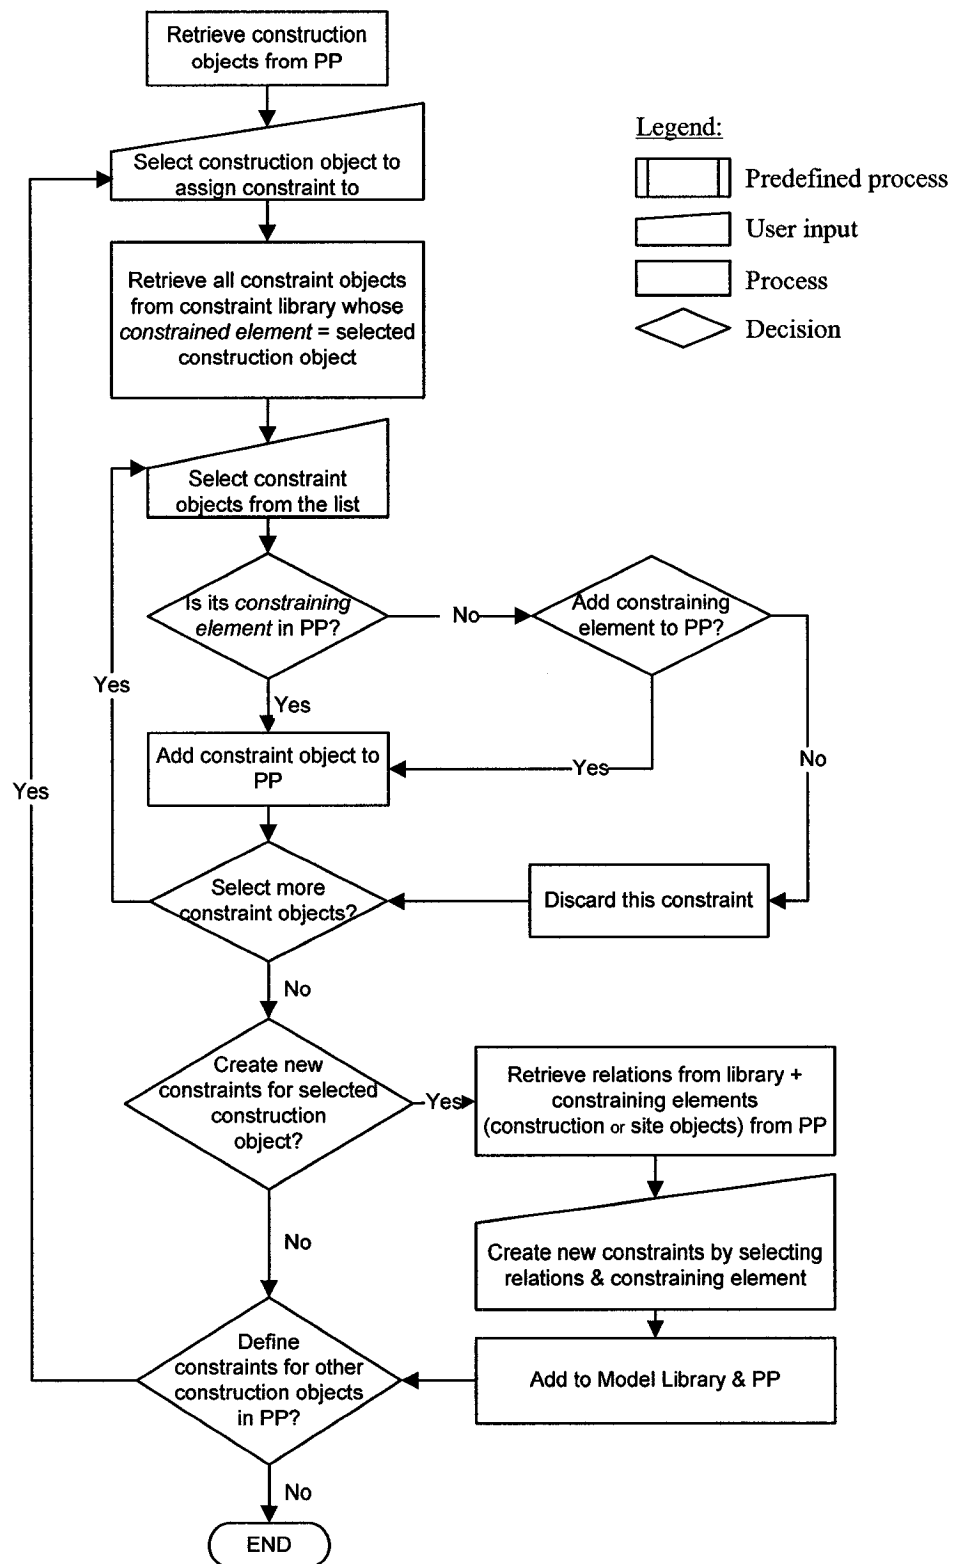 Retrieve construction
objects from PP
Legend:
Predefined process
User input
Process
Decision
Select construction object to
assign constraint to
Retrieve all constraint objects
from constraint library whose
constrained element = selected
construction object
Select constraint
objects from the list
Is its constraining
element in PP?
No
Add constraining
element to PP?
Yes
Yes
Add constraint object to
PP
Yes
No
Yes
Select more
constraint objects?
Discard this constraint
No
Create new
constraints for selected
construction
object?
Yes
Retrieve relations from library +
constraining elements
(construction or site objects) from PP
Create new constraints by selecting
relations & constraining element
No
Define
constraints for other
construction objects
in PP?
Add to Model Library & PP
No
END